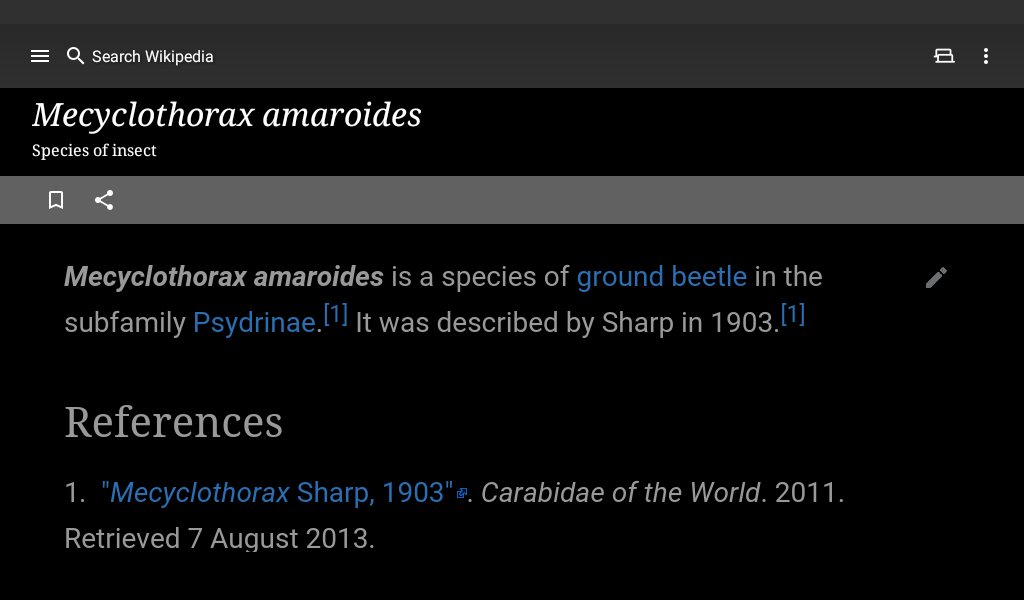 Search Wikipedia
Mecyclothorax amaroides
Species of insect
Mecyclothorax amaroides is a species of ground beetle in the
subfamily Psydrinae.[1] It was described by Sharp in 1903.[1]
References
1. "Mecyclothorax Sharp, 1903". Carabidae of the World. 2011.
Retrieved 7 August 2013.